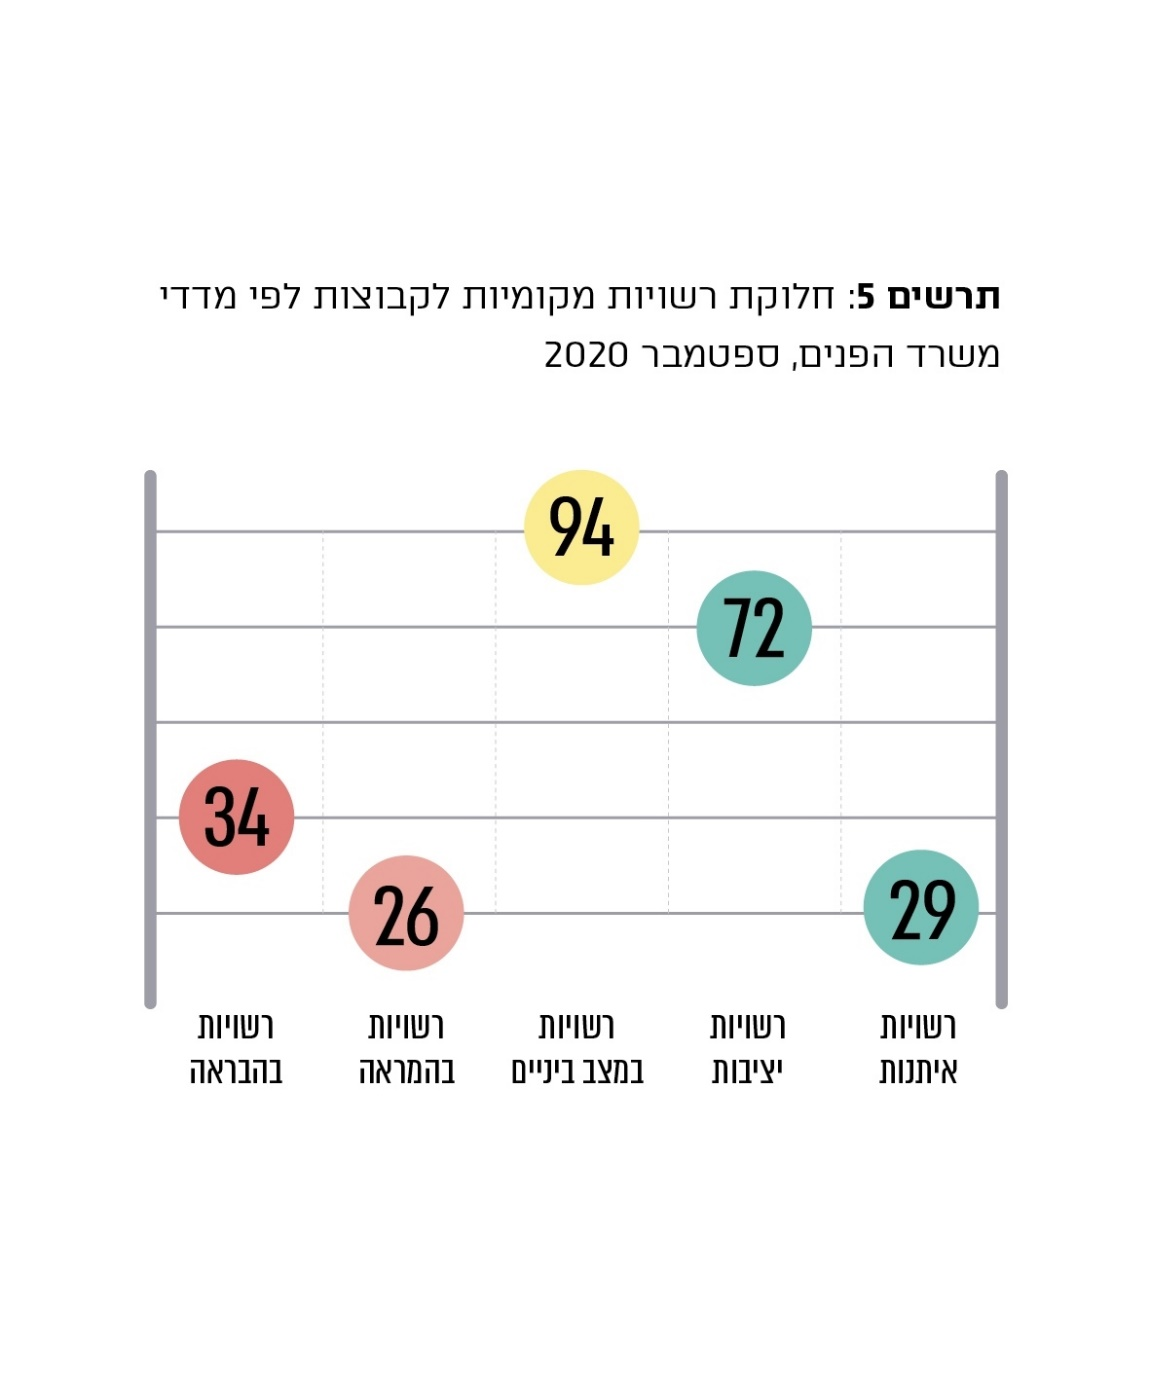 תרשים 5: חלוקת רשויות מקומיות לקבוצות לפי מדדי
משרד הפנים, ספטמבר 2020
94
72
34
26
29
רשויות
איתנות
רשויות
יציבות
רשויות
במצב ביניים
רשויות
בהמראה
רשויות
בהבראה